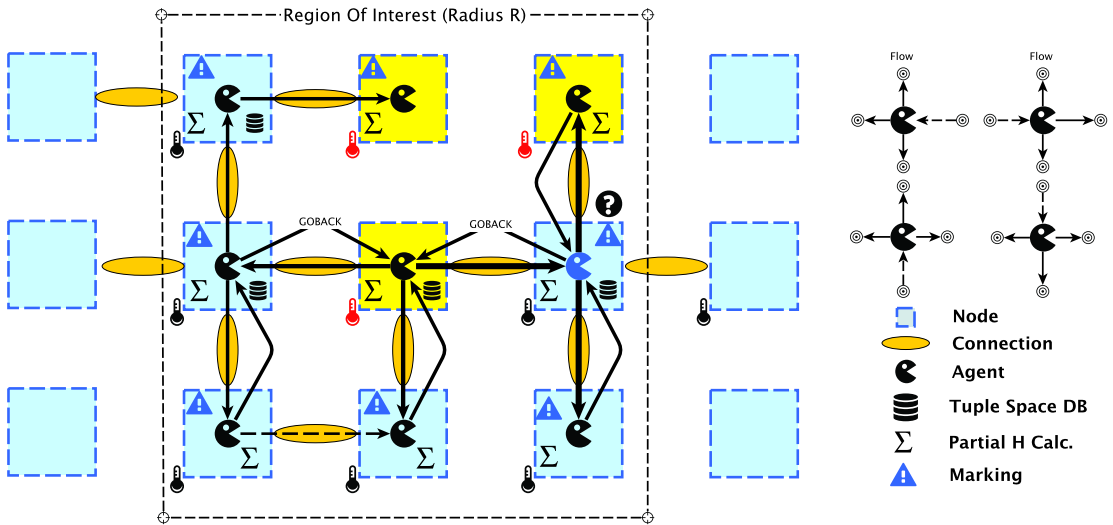 Region Of Interest (Radius R)
Σ
!
Σ
!
Σ
!
GOBACK
GOBACK
?
!
Σ
Σ
!
Σ
Σ
!
Σ
!
Σ
!
Flow
Flow
Node
Connection
Agent
Tuple Space DB
Σ Partial H Calc.
! Marking